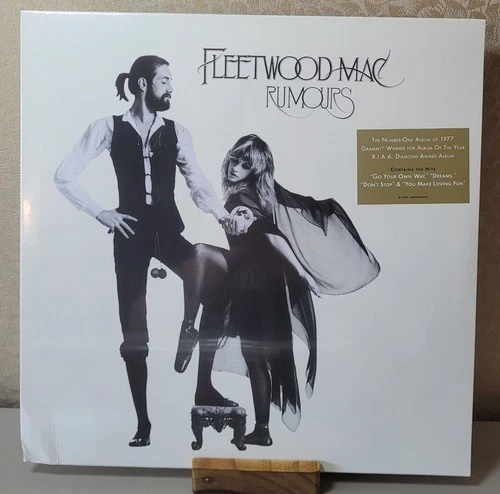 FLEETWOOD MAC
RUMOURS
THE NUMBER-ONE ALBUM OF 1977
GRAMMY® WINNER FOR ALBUM OF THE YEAR
R.I.A.A. DIAMOND AWARD ALBUM
CONTAINS THE HITS
"GO YOUR OWN WAY," "DREAMS,"
"DON'T STOP" & "YOU MAKE LOVING FUN"